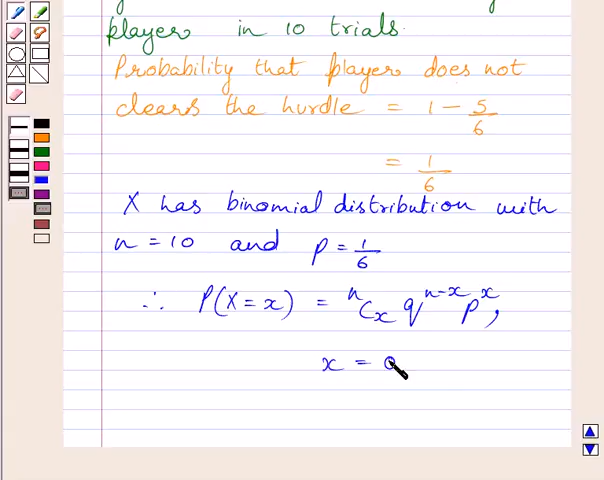 player in 10 trials.
Probability that player does not
clears the hurdle = 1 - 5/6
= 1/6
X has binomial distribution with
n = 10 and p = 1/6
∴ P(X = x) = ⁿCₓ qⁿ⁻ˣ pˣ,
x = 0